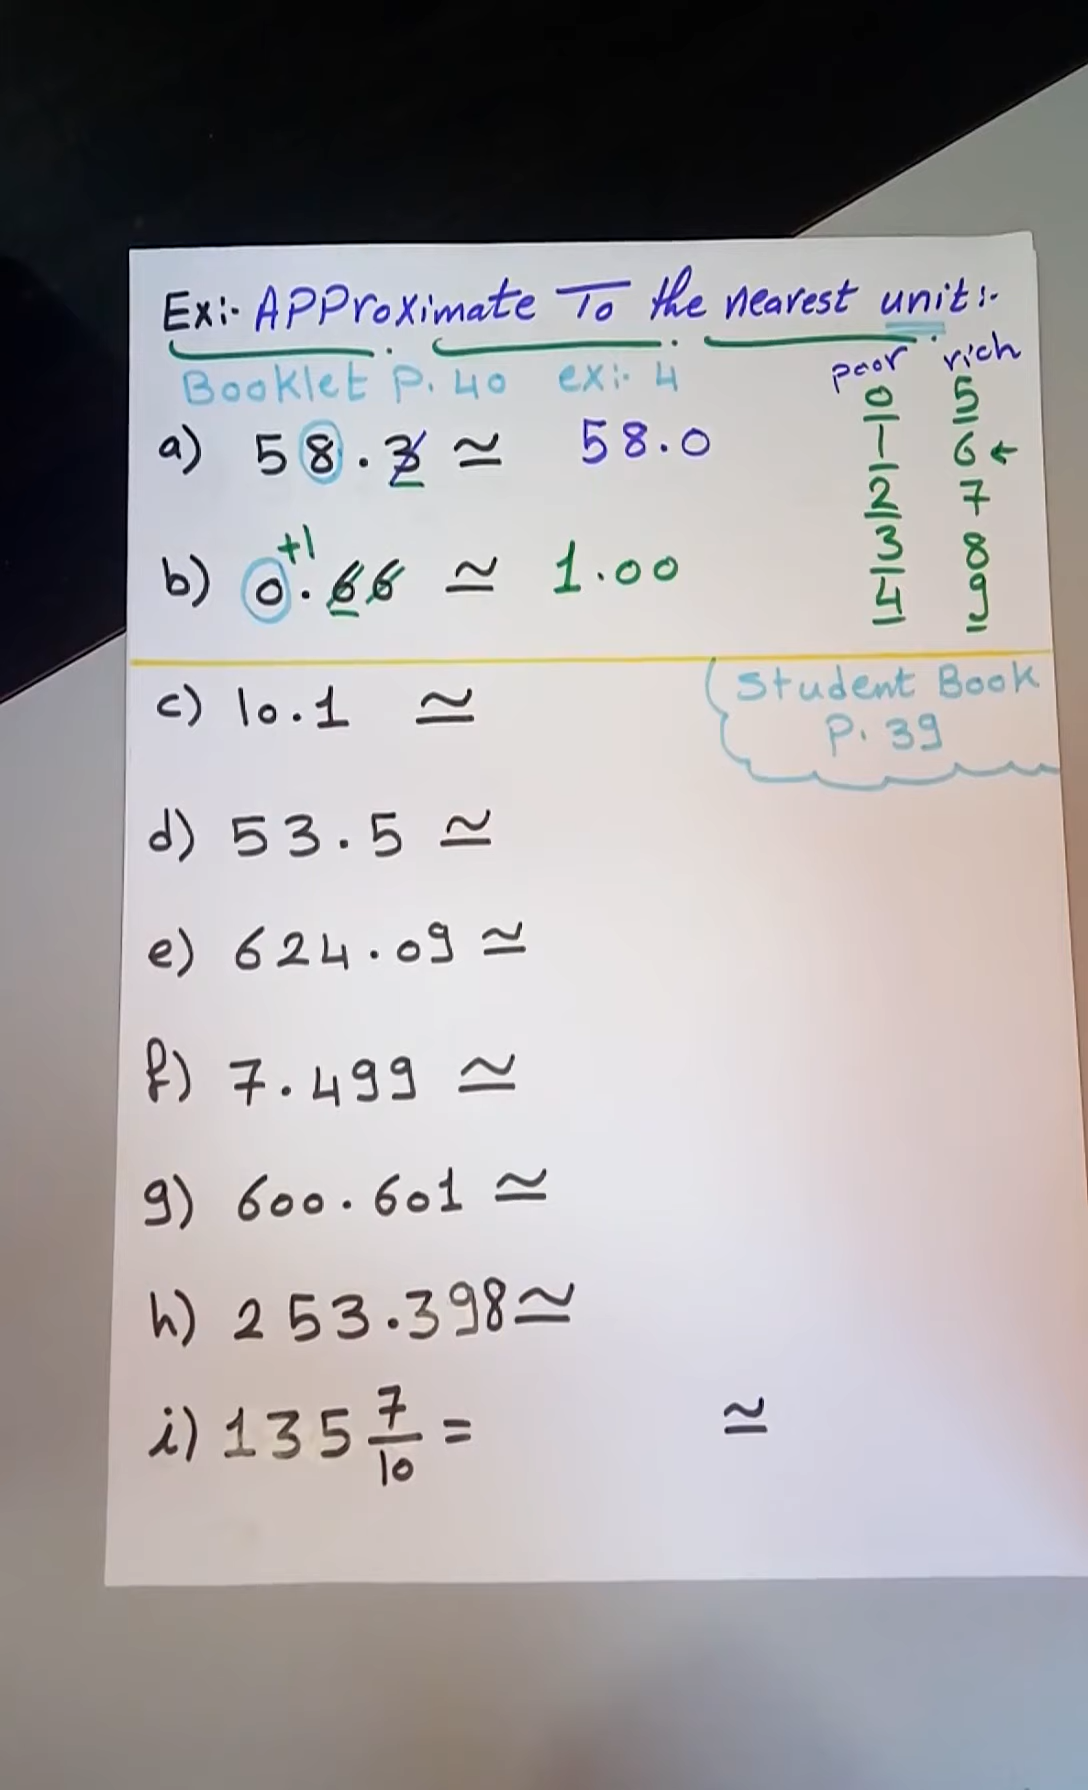 Ex:- APProximate To the nearest unit:-
Booklet P. 40 ex:- 4
poor rich
0 5
1 6 ←
2 7
3 8
4 9
a) 58.3 ≃ 58.0
+1
b) 0.66 ≃ 1.00
Student Book
P. 39
c) 10.1 ≃
d) 53.5 ≃
e) 624.09 ≃
f) 7.499 ≃
g) 600.601 ≃
h) 253.398 ≃
i) 135 7/10 = ≃